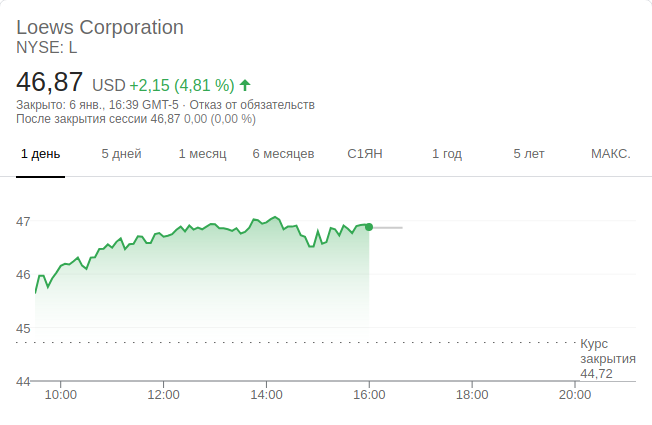 Loews Corporation
NYSE: L
46,87 USD +2,15 (4,81 %)
Закрыто: 6 янв., 16:39 GMT-5 · Отказ от обязательств
После закрытия сессии 46,87 0,00 (0,00 %)
1 день 5 дней 1 месяц 6 месяцев С1ЯН 1 год 5 лет МАКС.
47
46
45
Курс
закрытия
44,72
44
10:00 12:00 14:00 16:00 18:00 20:00